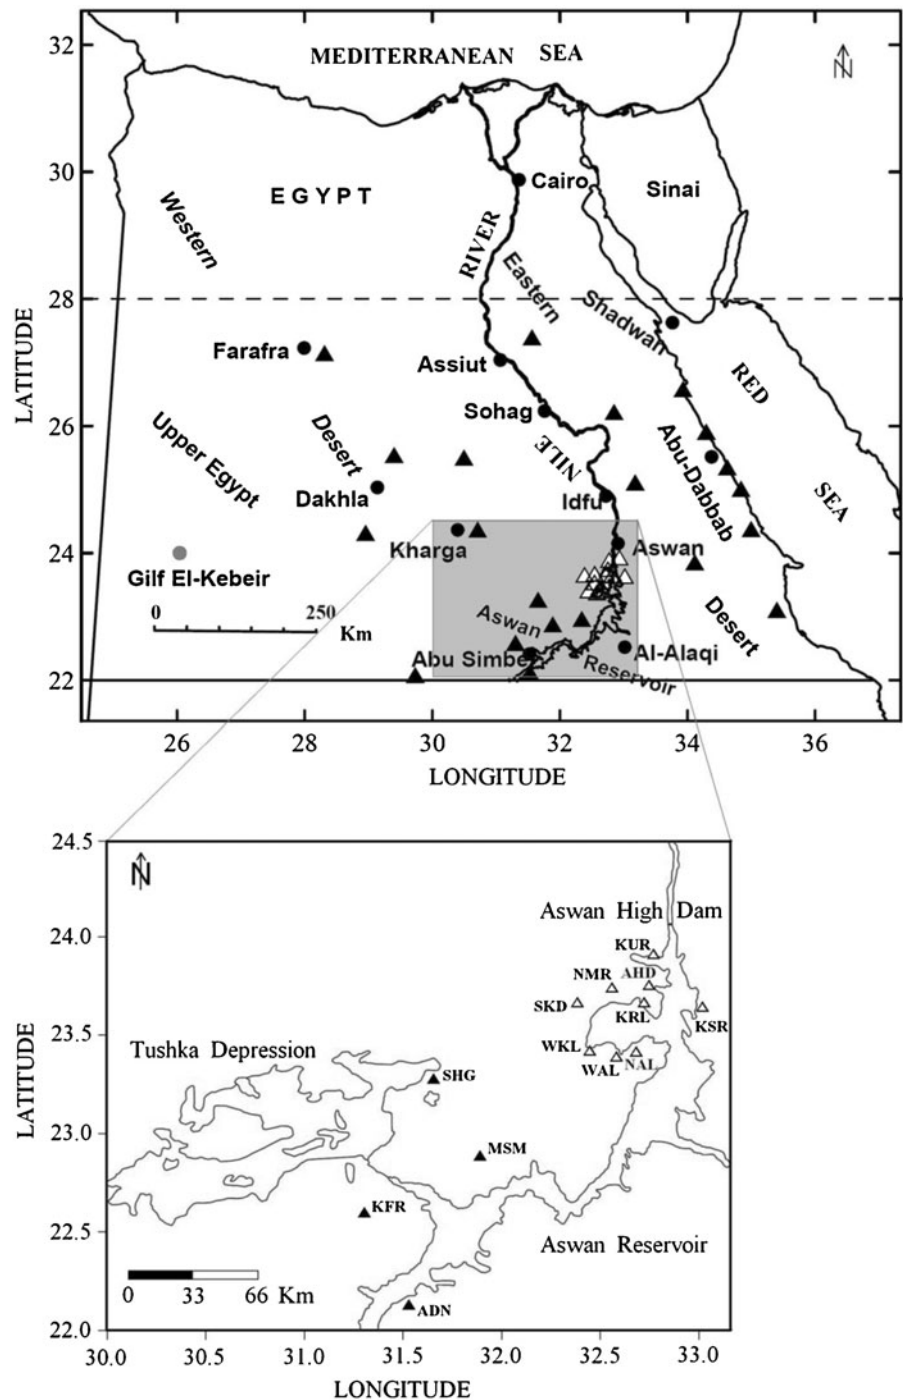 MEDITERRANEAN SEA
N
32
30
28
26
24
22
LATITUDE
EGYPT
Cairo
Sinai
Western
RIVER
Eastern
Shadwan
Farafra
Assiut
RED
Sohag
Upper Egypt
Desert
NILE
Abu-Dabbab
SEA
Dakhla
Idfu
Kharga
Aswan
Gilf El-Kebeir
0 250
Km
Aswan
Desert
Abu Simbe
Al-Alaqi
Reservoir
26 28 30 32 34 36
LONGITUDE
24.5
24.0
23.5
23.0
22.5
22.0
LATITUDE
N
Aswan High Dam
KUR
NMR AHD
SKD
KRL
KSR
Tushka Depression
WKL
WAL NAL
SHG
MSM
KFR
Aswan Reservoir
0 33 66 Km
ADN
30.0 30.5 31.0 31.5 32.0 32.5 33.0
LONGITUDE